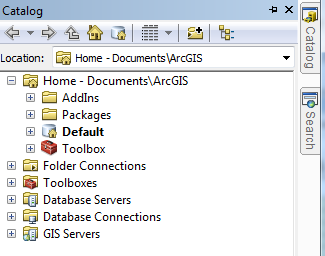 Catalog
Location: Home - Documents\ArcGIS
Home - Documents\ArcGIS
AddIns
Packages
Default
Toolbox
Folder Connections
Toolboxes
Database Servers
Database Connections
GIS Servers
Catalog
Search